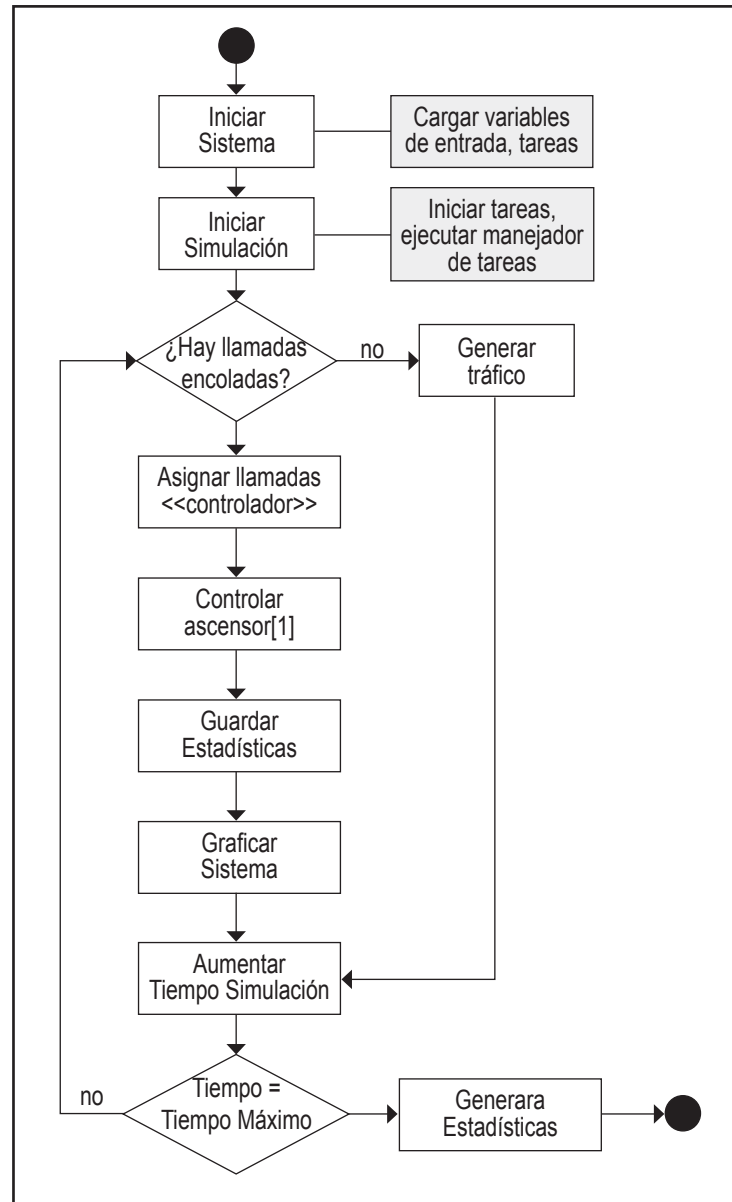 Iniciar
Sistema
Cargar variables
de entrada, tareas
Iniciar
Simulación
Iniciar tareas,
ejecutar manejador
de tareas
¿Hay llamadas
encoladas?
no
Generar
tráfico
Asignar llamadas
<<controlador>>
Controlar
ascensor[1]
Guardar
Estadísticas
Graficar
Sistema
Aumentar
Tiempo Simulación
no
Tiempo =
Tiempo Máximo
Generara
Estadísticas